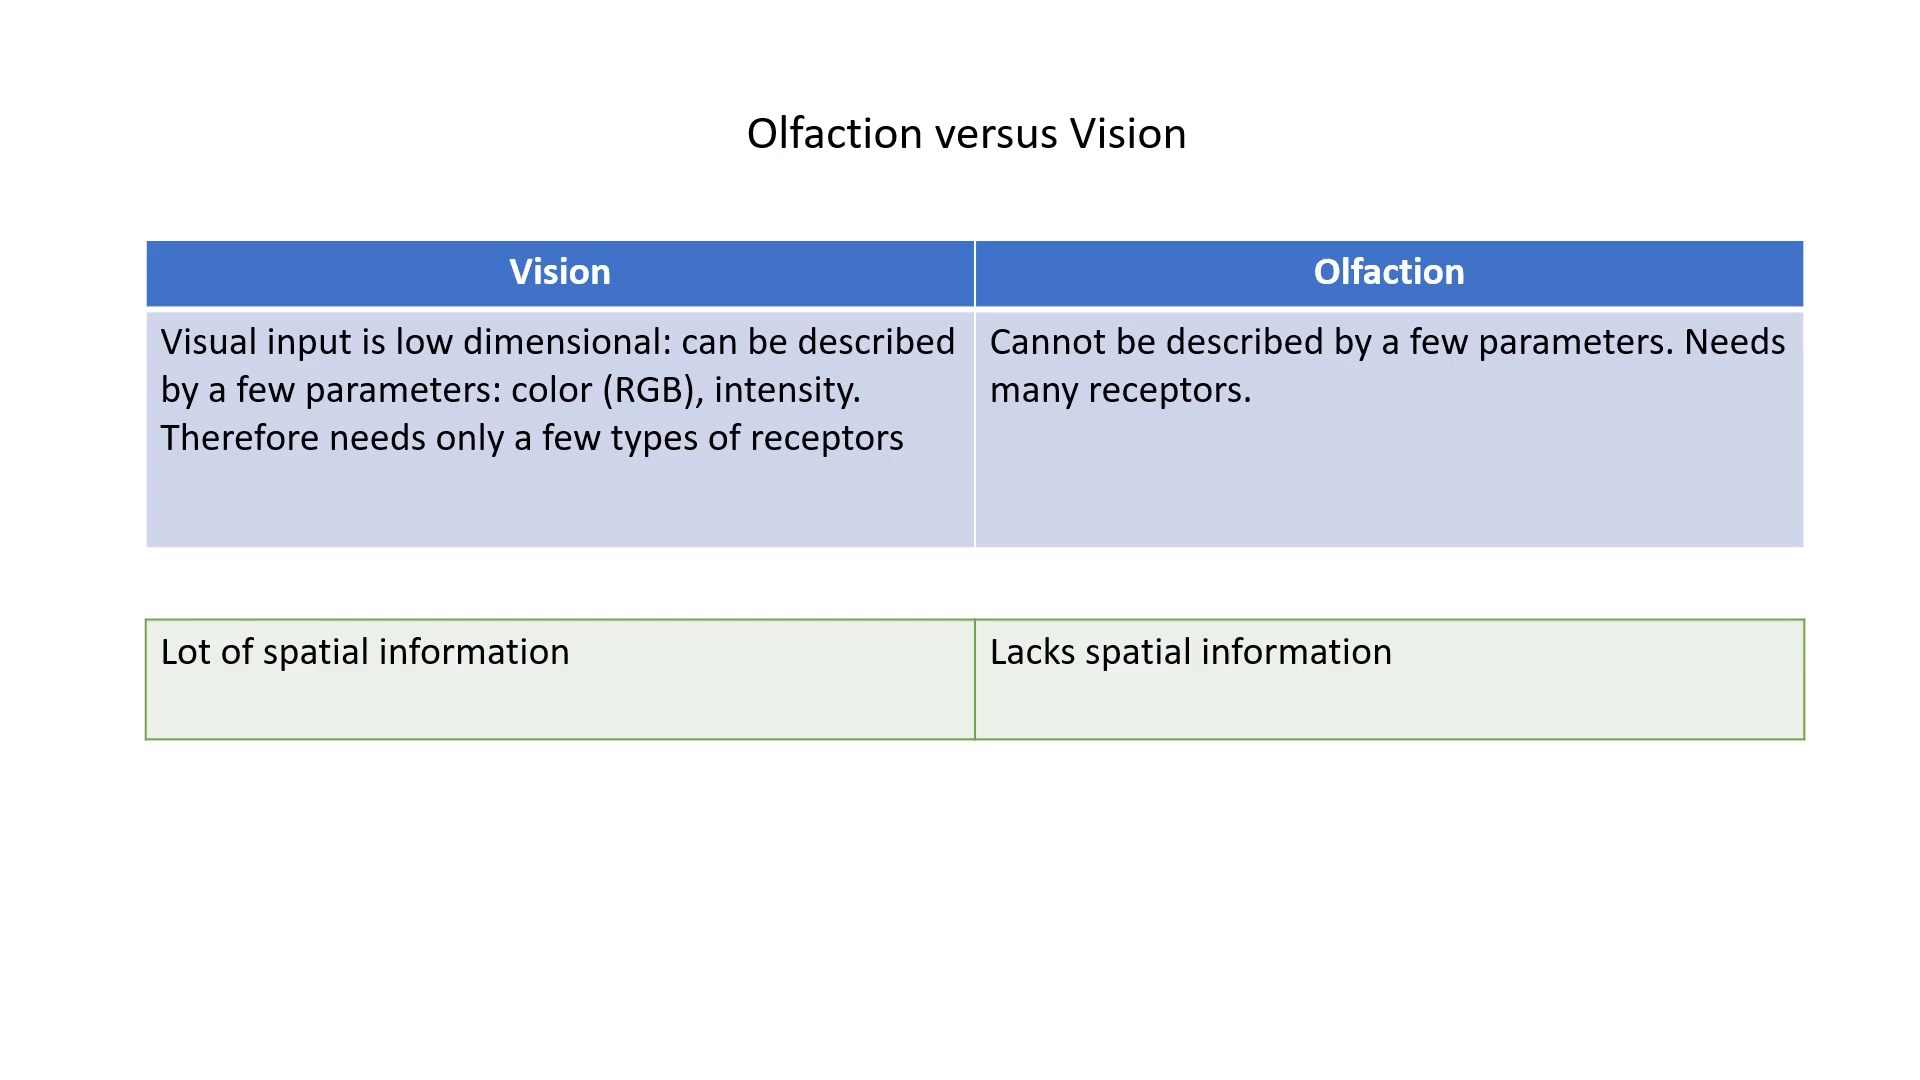 Olfaction versus Vision
Vision
Olfaction
Visual input is low dimensional: can be described
by a few parameters: color (RGB), intensity.
Therefore needs only a few types of receptors
Cannot be described by a few parameters. Needs
many receptors.
Lot of spatial information
Lacks spatial information